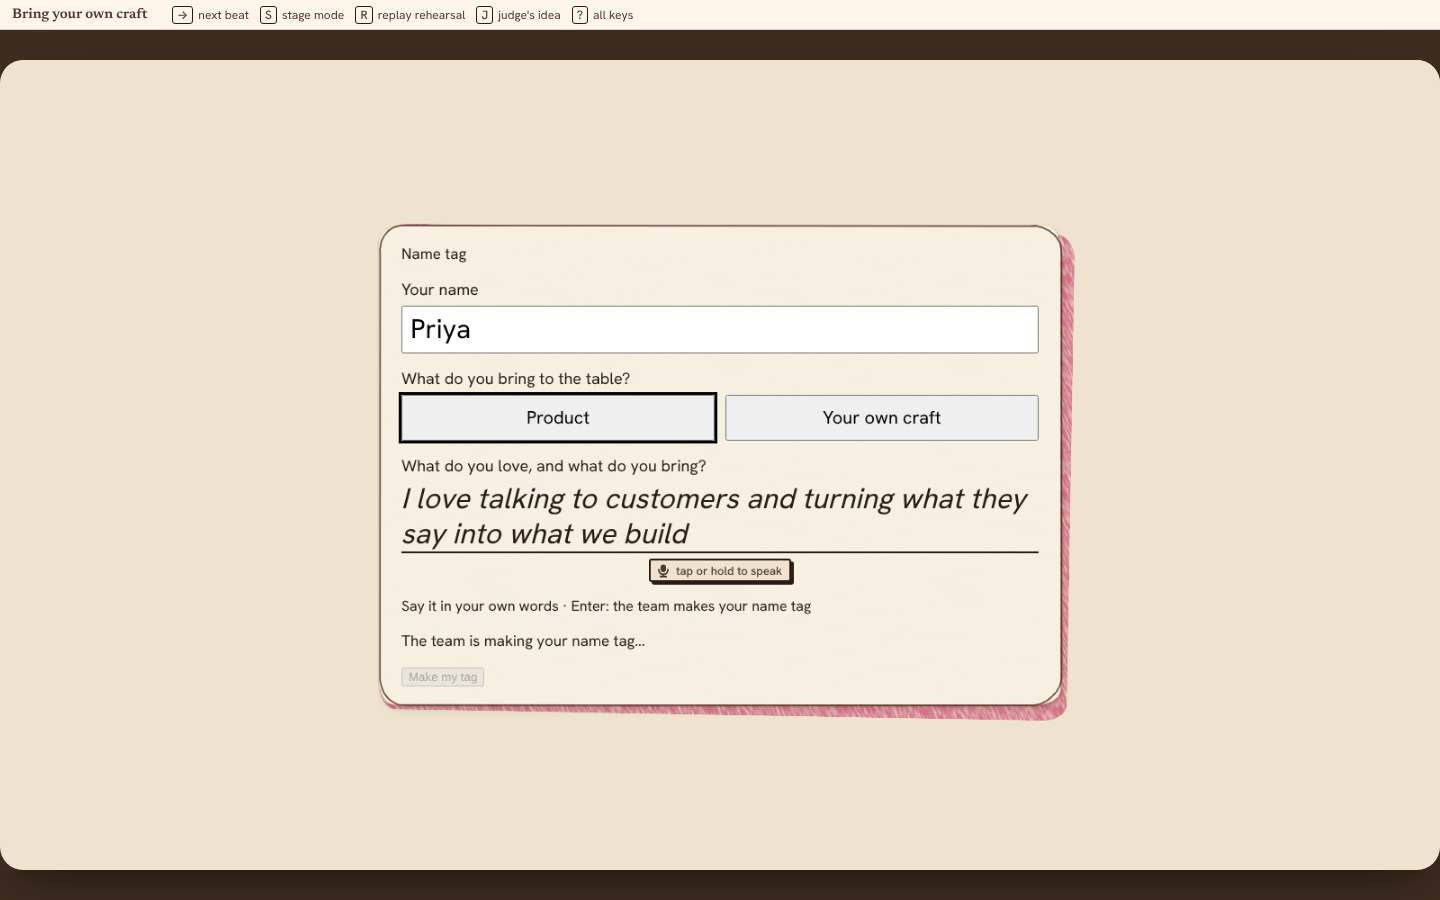 Bring your own craft → next beat S stage mode R replay rehearsal J judge's idea ? all keys
Name tag
Your name
Priya
What do you bring to the table?
Product Your own craft
What do you love, and what do you bring?
I love talking to customers and turning what they
say into what we build
tap or hold to speak
Say it in your own words · Enter: the team makes your name tag
The team is making your name tag...
Make my tag